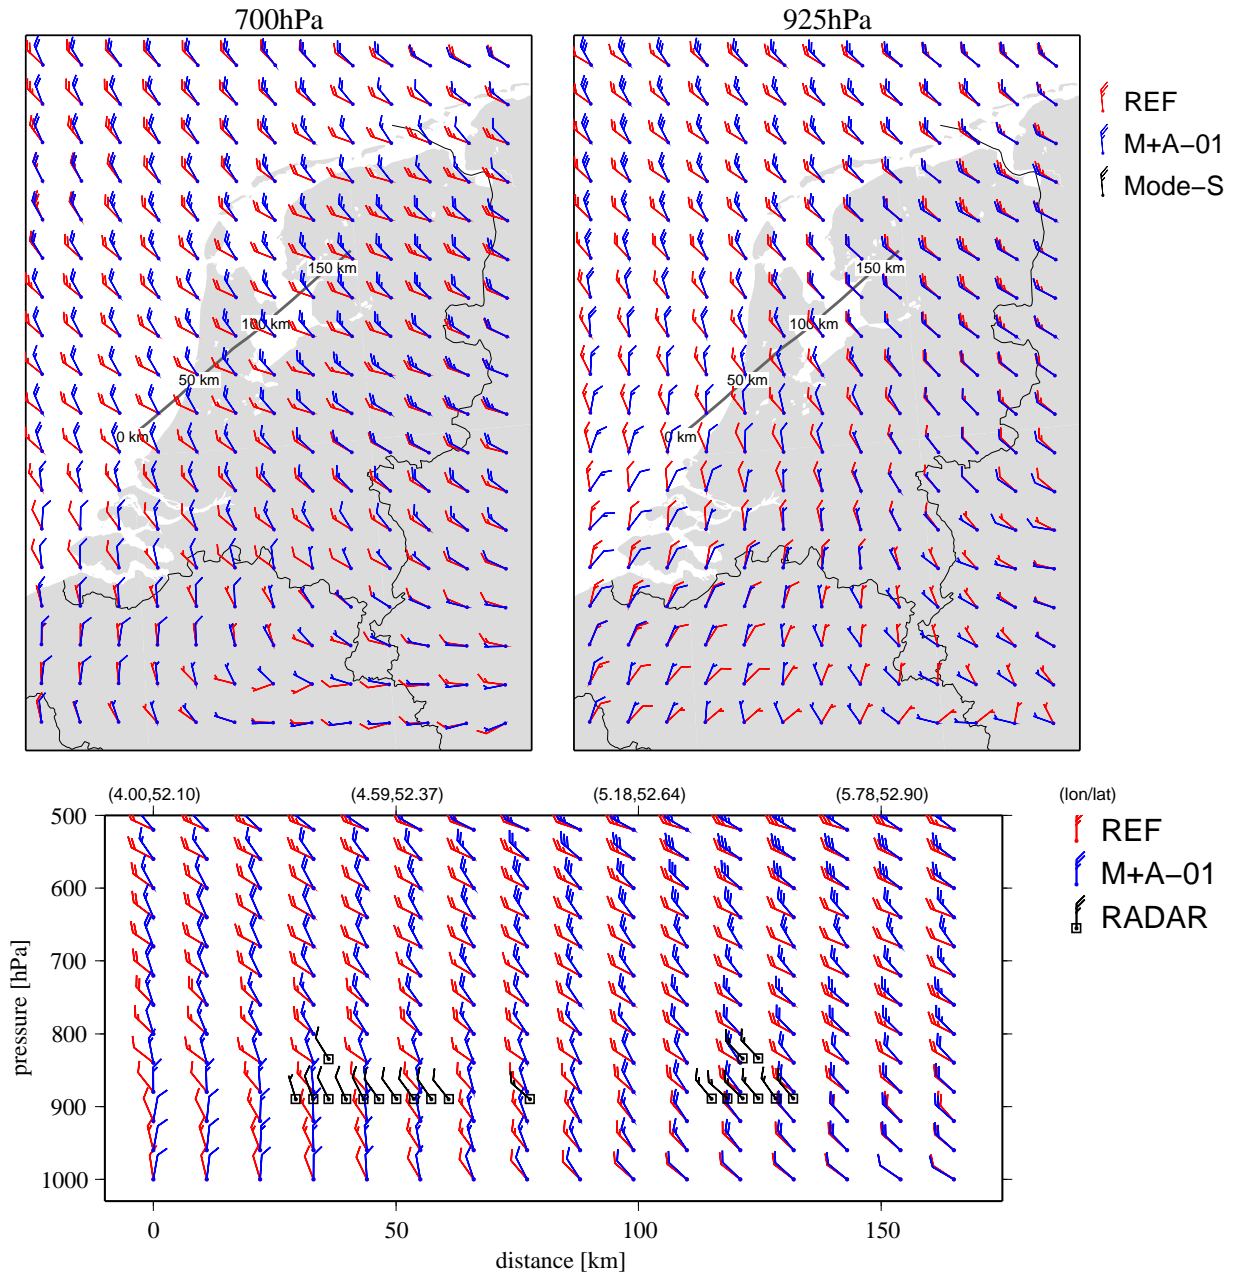 700hPa
925hPa
REF
M+A−01
Mode−S
150 km
100 km
50 km
0 km
150 km
100 km
50 km
0 km
(4.00,52.10)
(4.59,52.37)
(5.18,52.64)
(5.78,52.90)
(lon/lat)
500
600
700
800
900
1000
pressure [hPa]
REF
M+A−01
RADAR
0
50
100
150
distance [km]